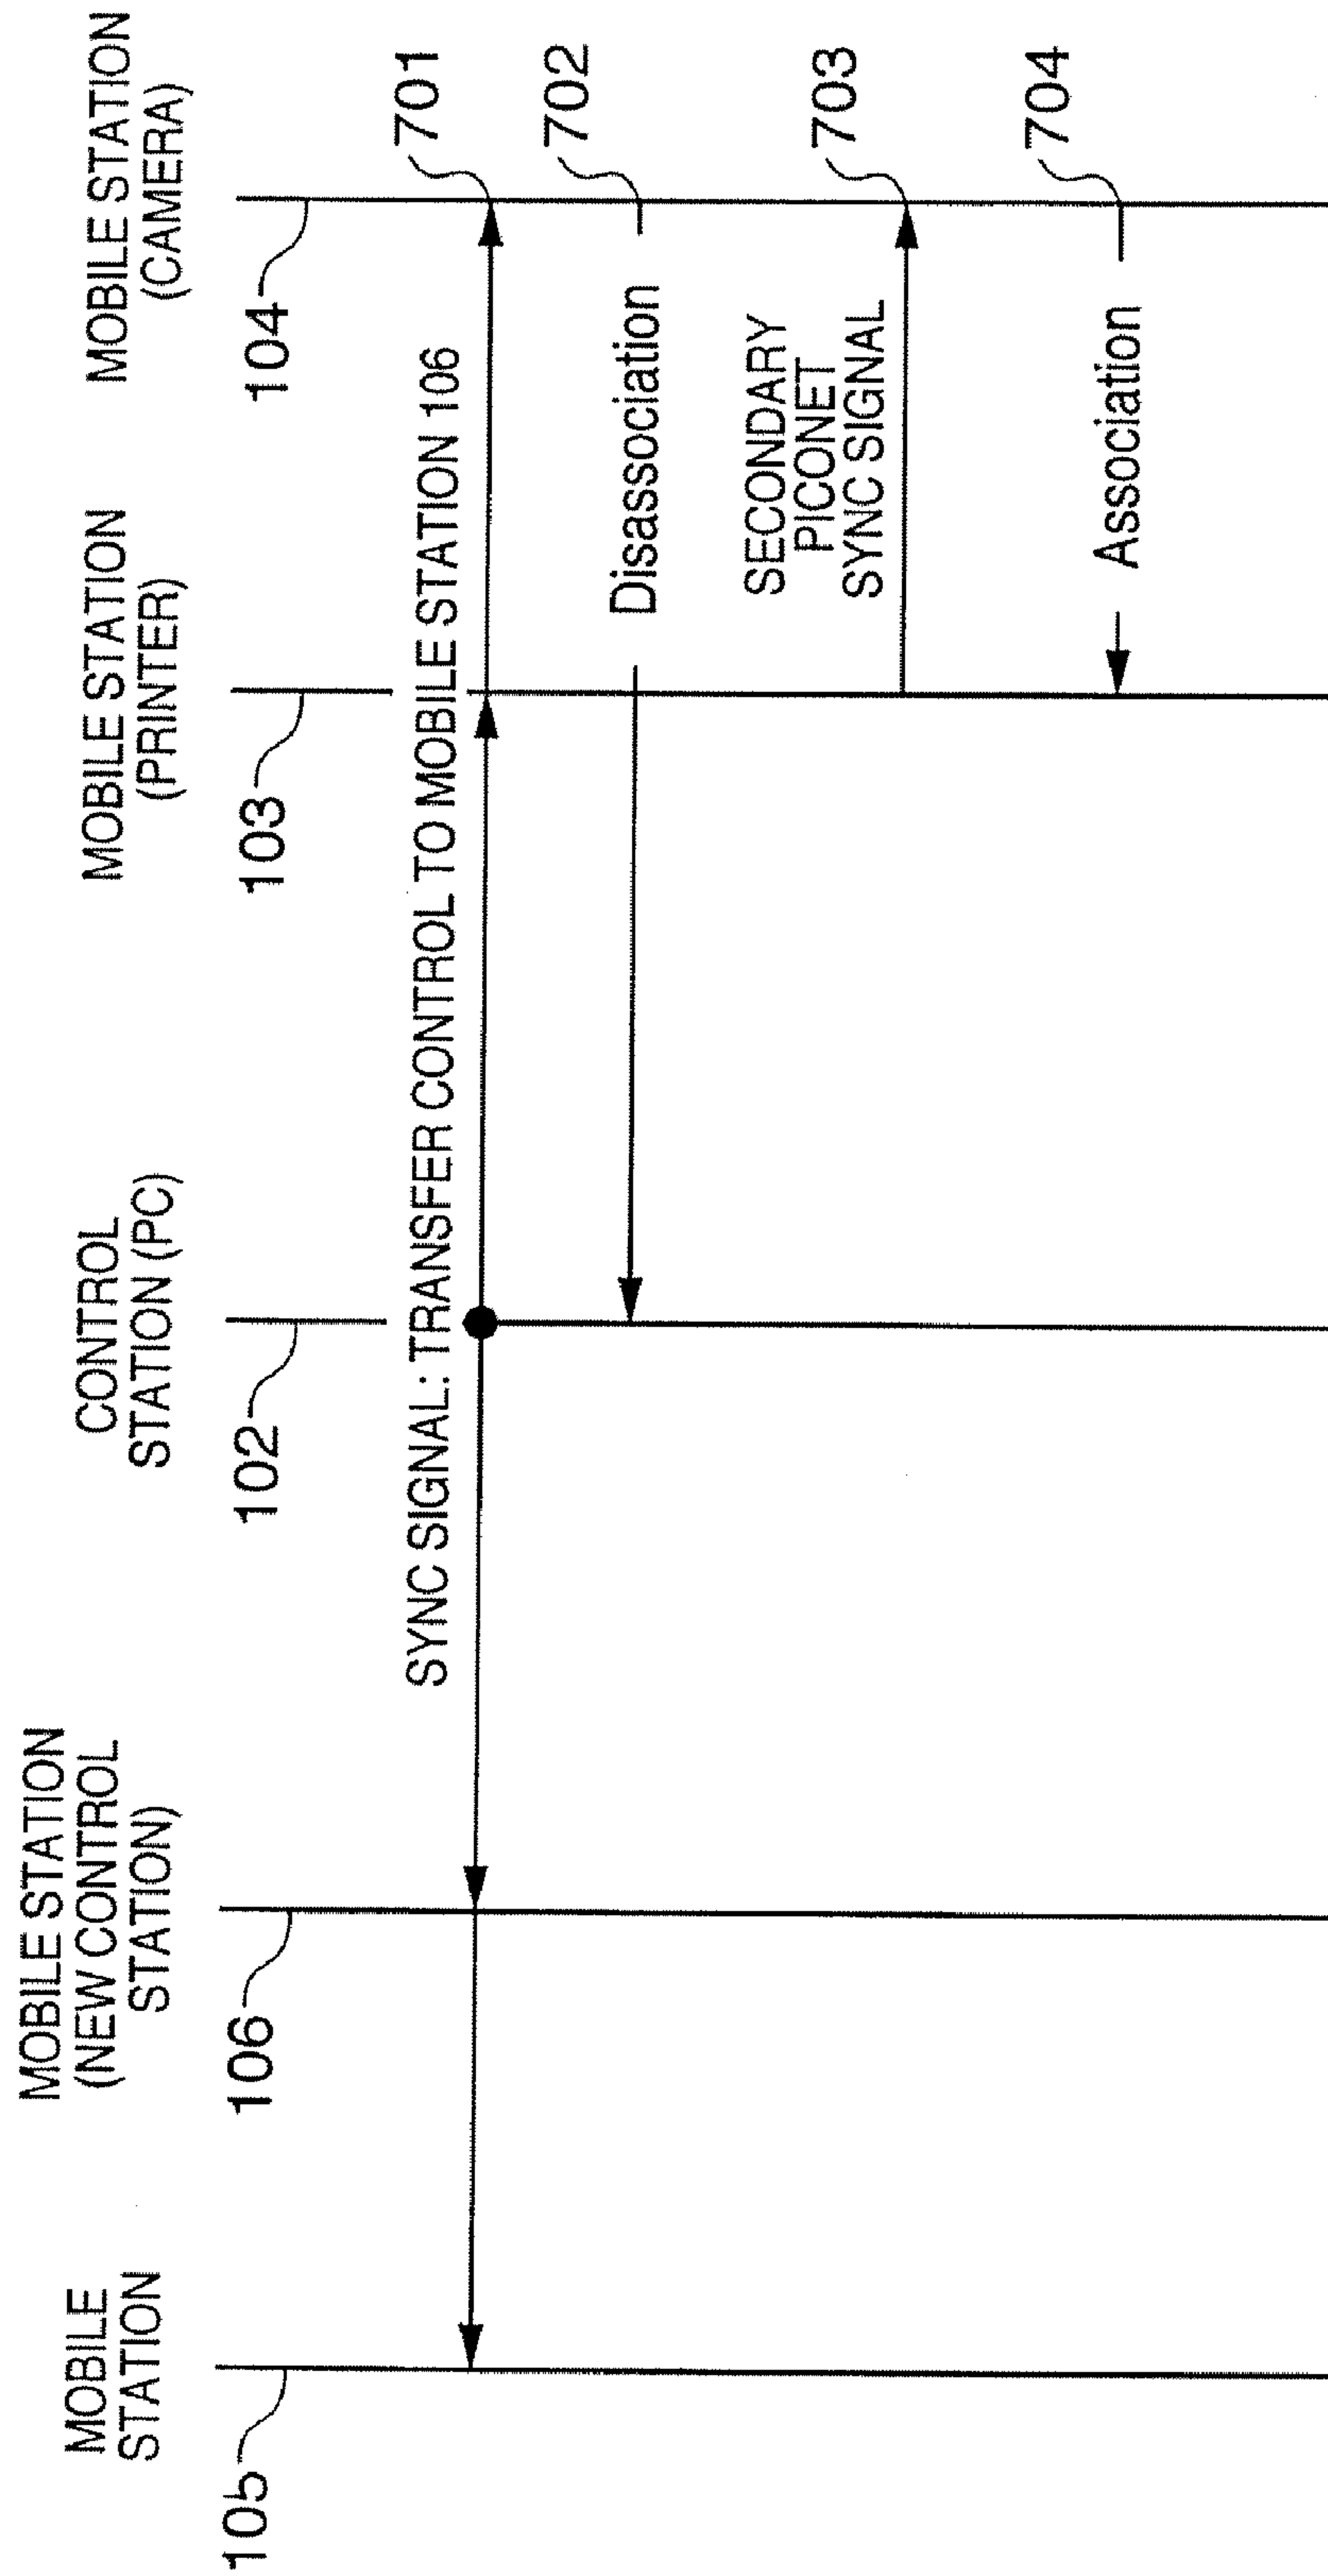 MOBILE
STATION
105
MOBILE STATION
(NEW CONTROL
STATION)
106
CONTROL
STATION (PC)
102
MOBILE STATION
(PRINTER)
103
MOBILE STATION
(CAMERA)
104
SYNC SIGNAL: TRANSFER CONTROL TO MOBILE STATION 106
701
Disassociation
702
SECONDARY
PICONET
SYNC SIGNAL
703
Association
704